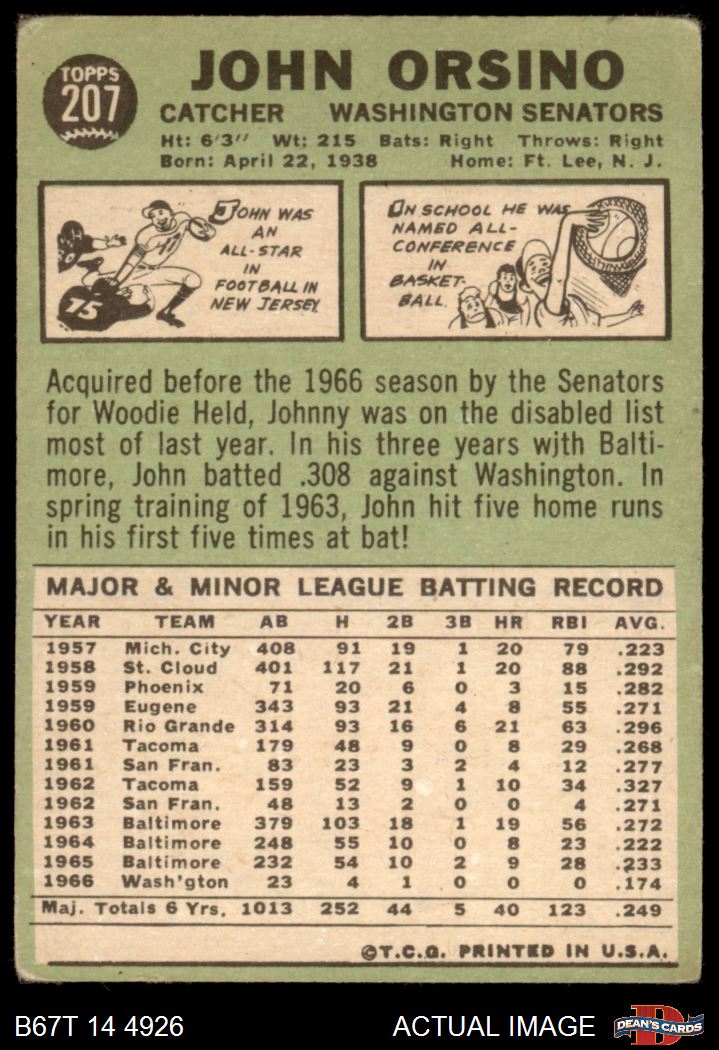 TOPPS
207
JOHN ORSINO
CATCHER WASHINGTON SENATORS
Ht: 6'3" Wt: 215 Bats: Right Throws: Right
Born: April 22, 1938 Home: Ft. Lee, N. J.
JOHN WAS
AN
ALL-STAR
IN
FOOTBALL IN
NEW JERSEY.
15
IN SCHOOL HE WAS
NAMED ALL-
CONFERENCE
IN
BASKET-
BALL.
Acquired before the 1966 season by the Senators
for Woodie Held, Johnny was on the disabled list
most of last year. In his three years with Balti-
more, John batted .308 against Washington. In
spring training of 1963, John hit five home runs
in his first five times at bat!
MAJOR & MINOR LEAGUE BATTING RECORD
YEAR TEAM AB H 2B 3B HR RBI AVG.
1957 Mich. City 408 91 19 1 20 79 .223
1958 St. Cloud 401 117 21 1 20 88 .292
1959 Phoenix 71 20 6 0 3 15 .282
1959 Eugene 343 93 21 4 8 55 .271
1960 Rio Grande 314 93 16 6 21 63 .296
1961 Tacoma 179 48 9 0 8 29 .268
1961 San Fran. 83 23 3 2 4 12 .277
1962 Tacoma 159 52 9 1 10 34 .327
1962 San Fran. 48 13 2 0 0 4 .271
1963 Baltimore 379 103 18 1 19 56 .272
1964 Baltimore 248 55 10 0 8 23 .222
1965 Baltimore 232 54 10 2 9 28 .233
1966 Wash'gton 23 4 1 0 0 0 .174
Maj. Totals 6 Yrs. 1013 252 44 5 40 123 .249
©T.C.G. PRINTED IN U.S.A.
B67T 14 4926 ACTUAL IMAGE D DEAN'S CARDS